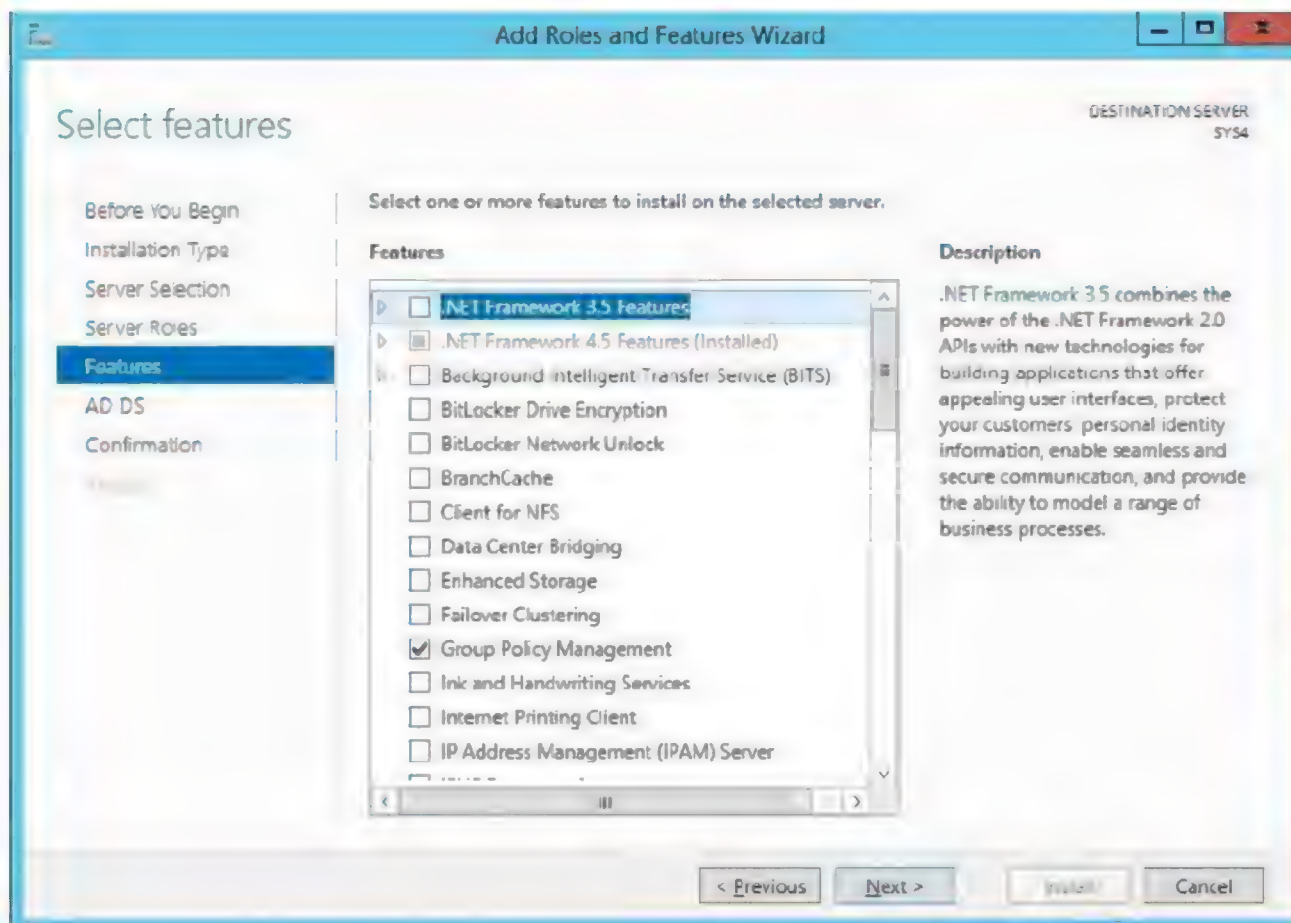 Add Roles and Features Wizard
Select features
DESTINATION SERVER
SYS4
Before You Begin
Installation Type
Server Selection
Server Roles
Features
AD DS
Confirmation
Select one or more features to install on the selected server.
Features
.NET Framework 3.5 Features
.NET Framework 4.5 Features (Installed)
Background Intelligent Transfer Service (BITS)
BitLocker Drive Encryption
BitLocker Network Unlock
BranchCache
Client for NFS
Data Center Bridging
Enhanced Storage
Failover Clustering
Group Policy Management
Ink and Handwriting Services
Internet Printing Client
IP Address Management (IPAM) Server
Description
.NET Framework 3.5 combines the
power of the .NET Framework 2.0
APIs with new technologies for
building applications that offer
appealing user interfaces, protect
your customers personal identity
information, enable seamless and
secure communication, and provide
the ability to model a range of
business processes.
< Previous
Next >
Install
Cancel